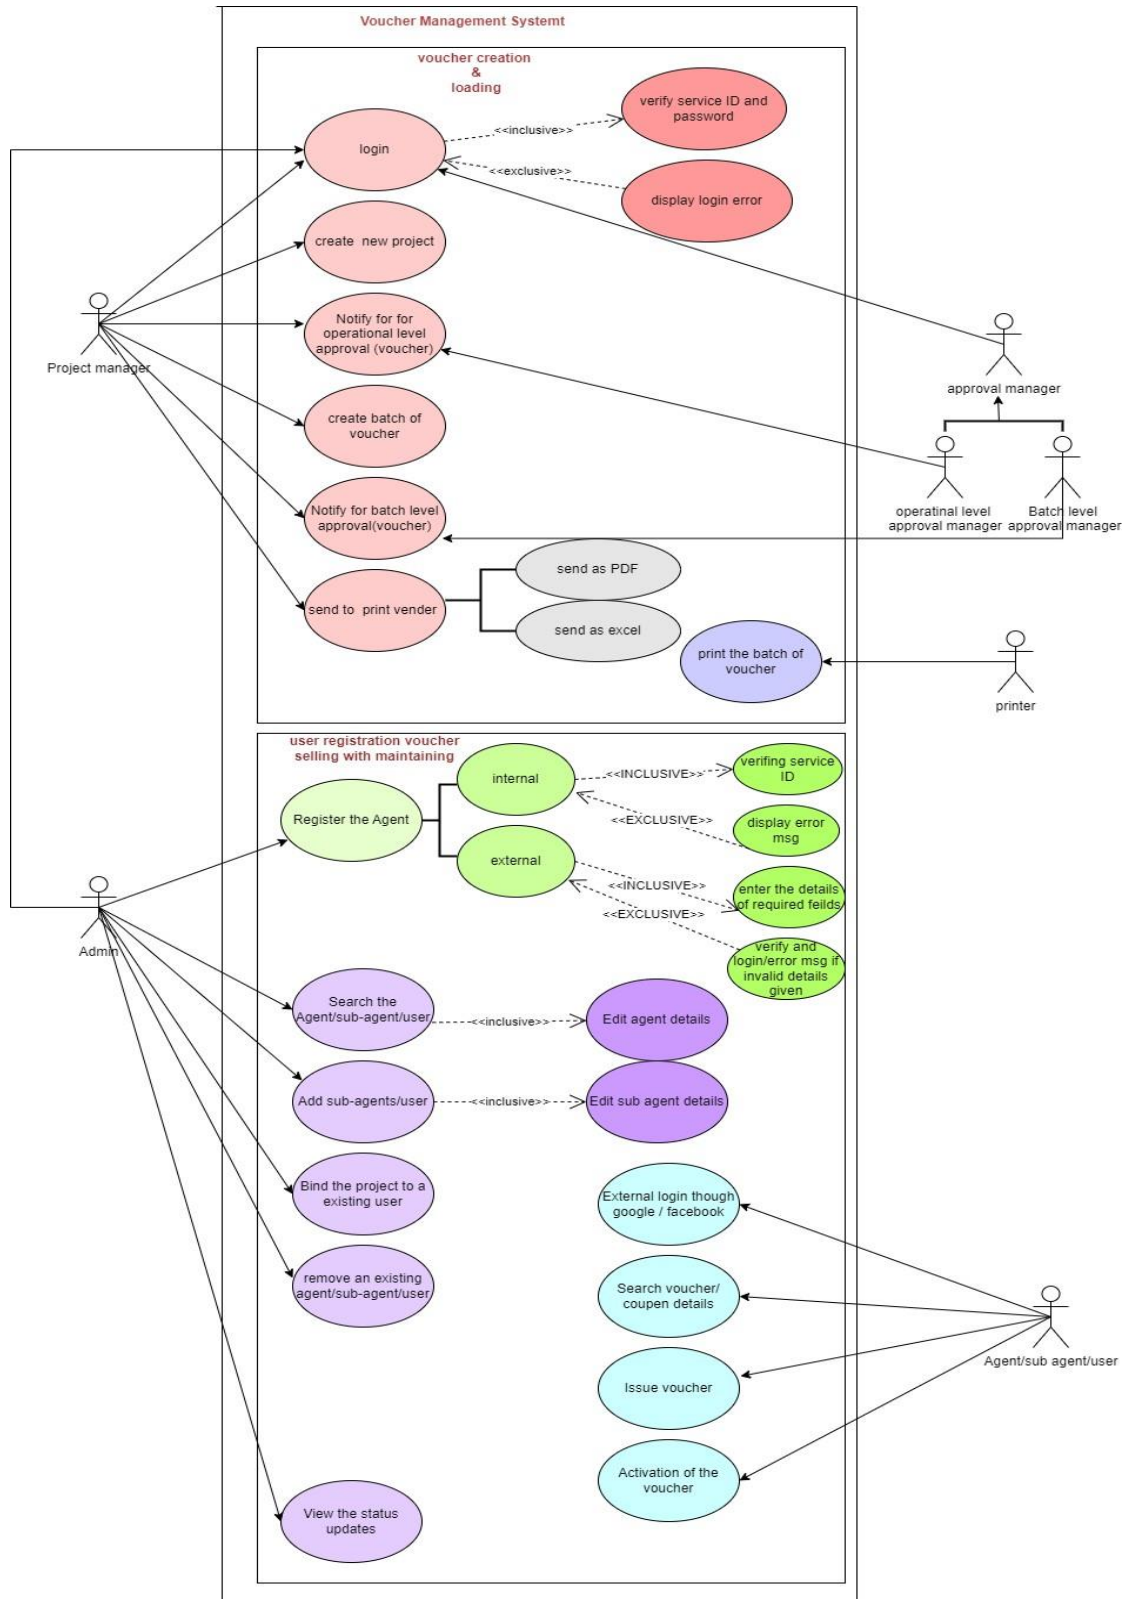 Voucher Management Systemt
voucher creation
&
loading
verify service ID and
password
<<inclusive>>
login
<<exclusive>>
display login error
create  new project
Notify for for
operational level
approval (voucher)
Project manager
approval manager
create batch of
voucher
operatinal level
approval manager
Batch level
approval manager
Notify for batch level
approval(voucher)
send as PDF
send to  print vender
send as excel
print the batch of
voucher
printer
user registration voucher
selling with maintaining
internal
<<INCLUSIVE>>
verifing service
ID
Register the Agent
<<EXCLUSIVE>>
display error
msg
external
<<INCLUSIVE>>
enter the details
of required feilds
<<EXCLUSIVE>>
verify and
login/error msg if
invalid details
given
Admin
Search the
Agent/sub-agent/user
<<inclusive>>
Edit agent details
Add sub-agents/user
<<inclusive>>
Edit sub agent details
Bind the project to a
existing user
External login though
google / facebook
remove an existing
agent/sub-agent/user
Search voucher/
coupen details
Agent/sub agent/user
Issue voucher
Activation of the
voucher
View the status
updates